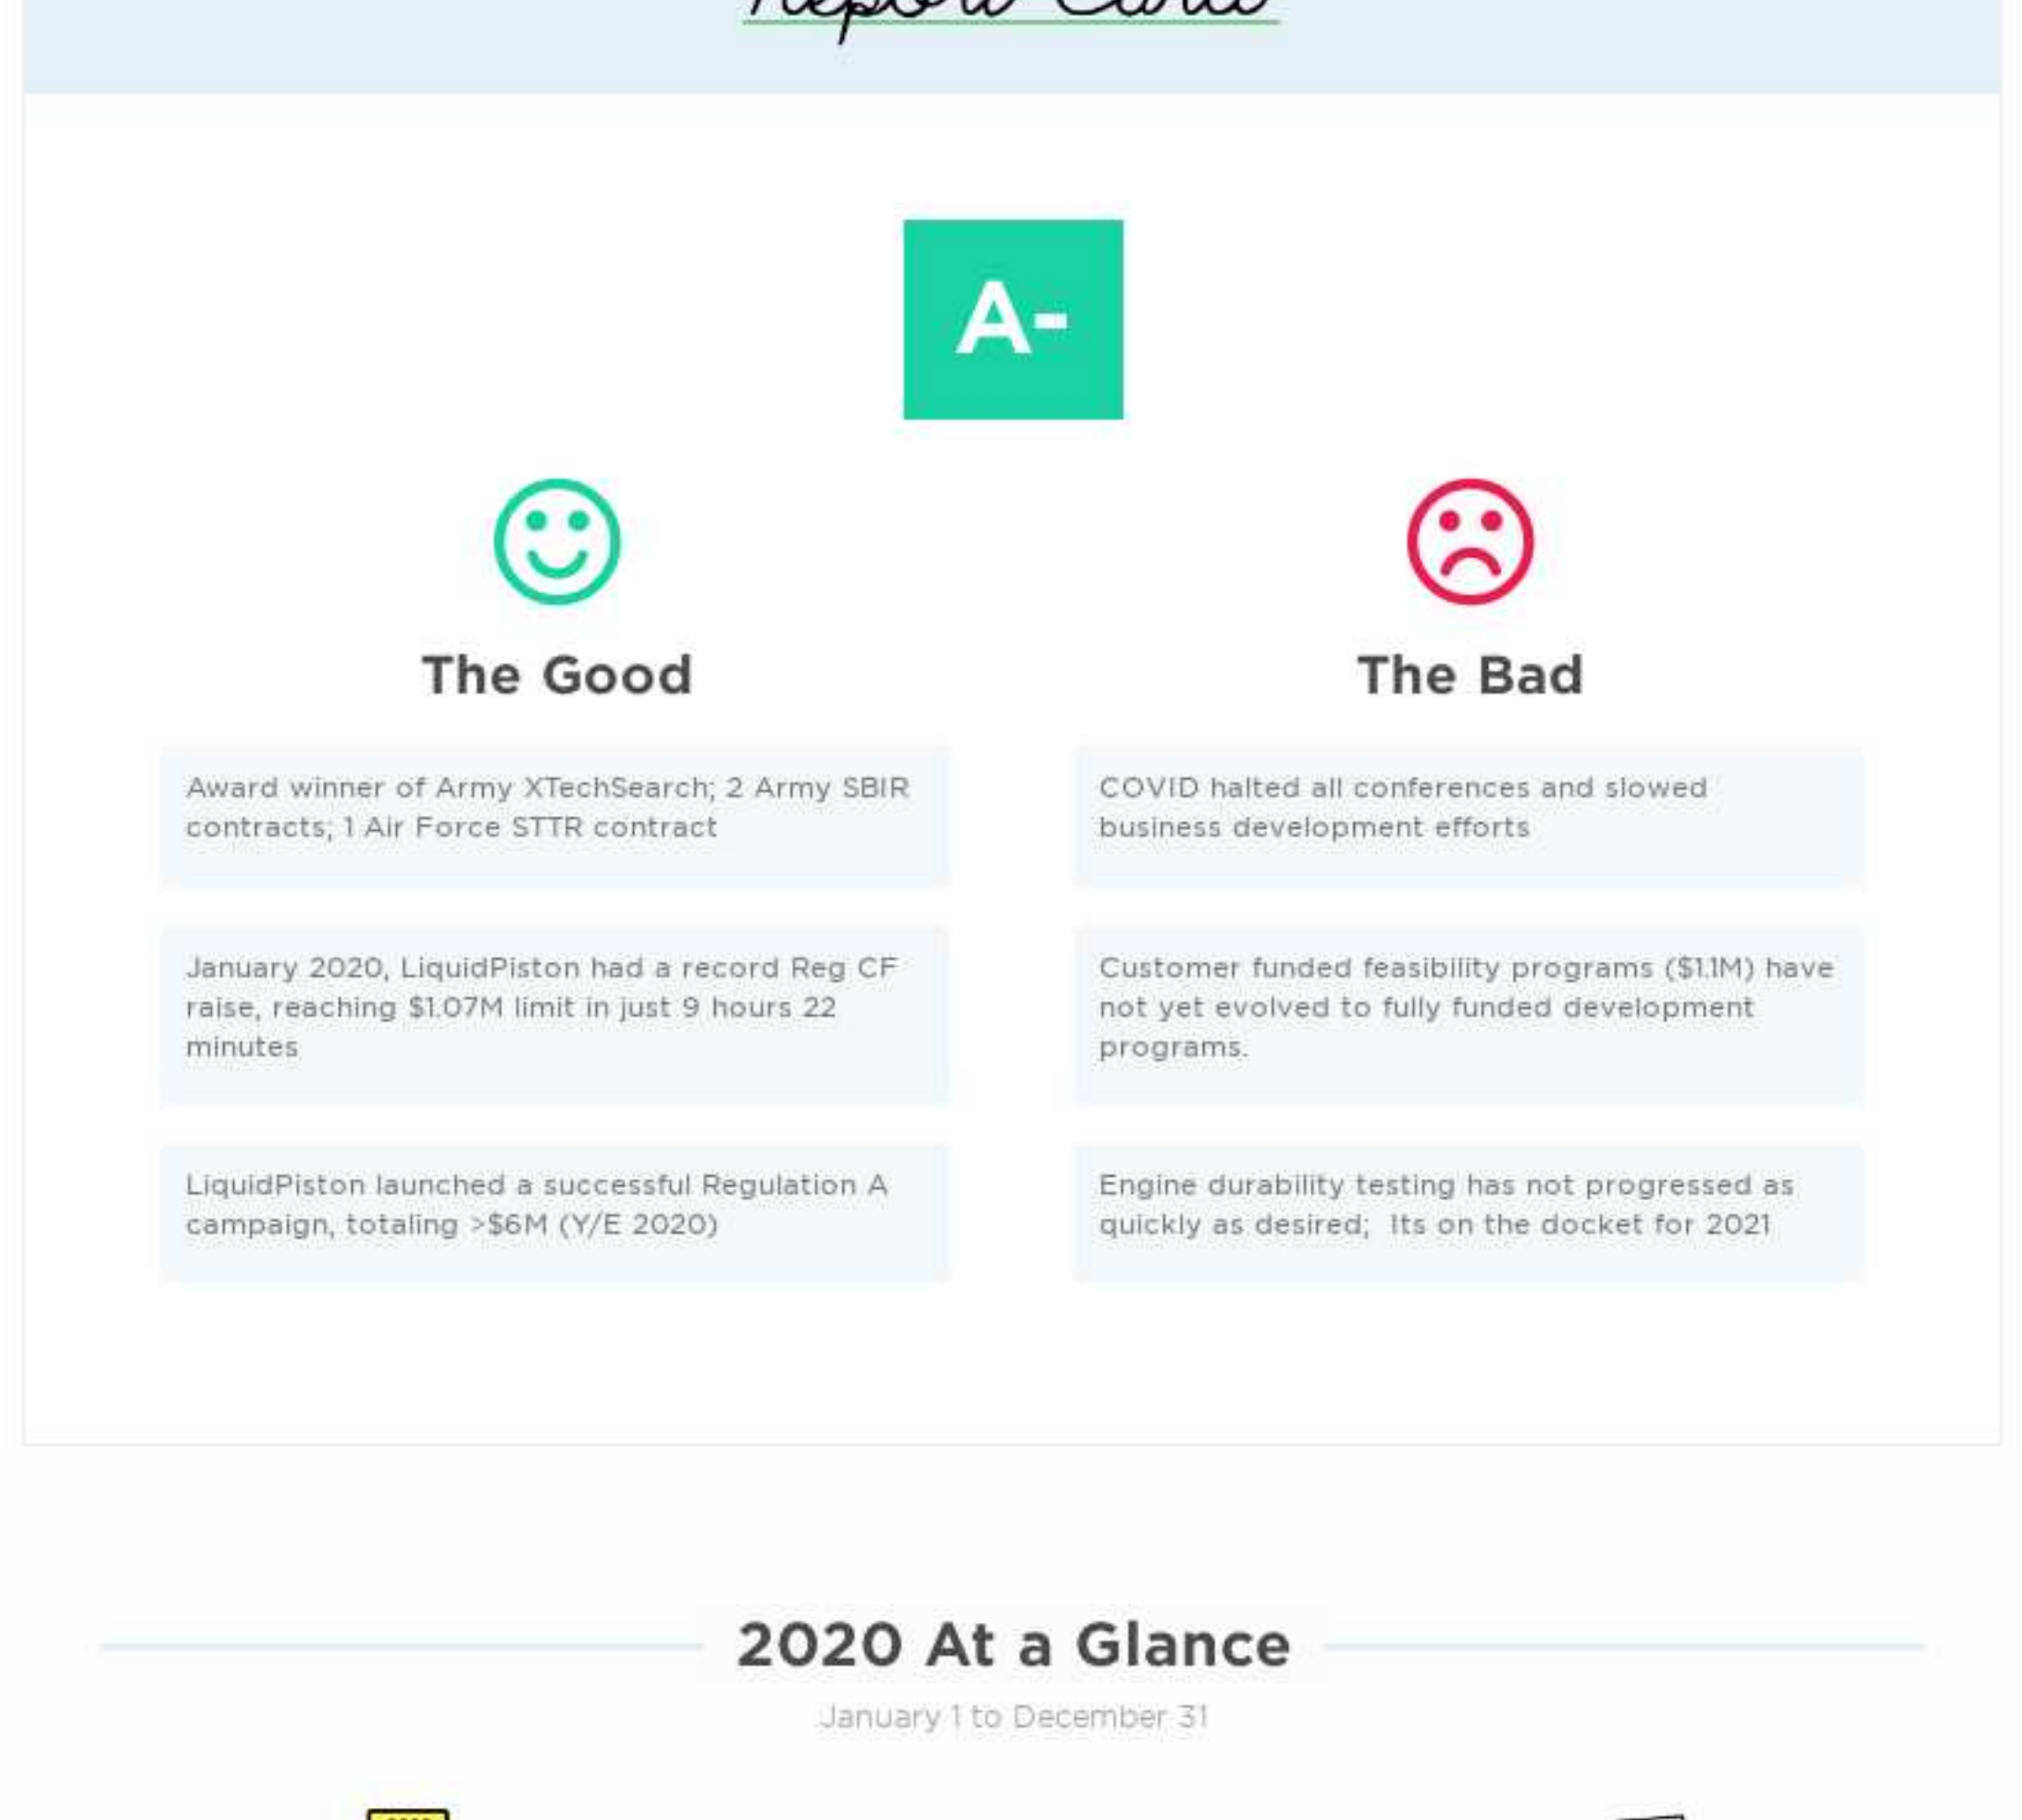 Report Card
A-
The Good
Award winner of Army XTechSearch; 2 Army SBIR
contracts; 1 Air Force STTR contract
January 2020, LiquidPiston had a record Reg CF
raise, reaching $1.07M limit in just 9 hours 22
minutes
LiquidPiston launched a successful Regulation A
campaign, totaling >$6M (Y/E 2020)
The Bad
COVID halted all conferences and slowed
business development efforts
Customer funded feasibility programs ($1.1M) have
not yet evolved to fully funded development
programs.
Engine durability testing has not progressed as
quickly as desired;  Its on the docket for 2021
2020 At a Glance
January 1 to December 31